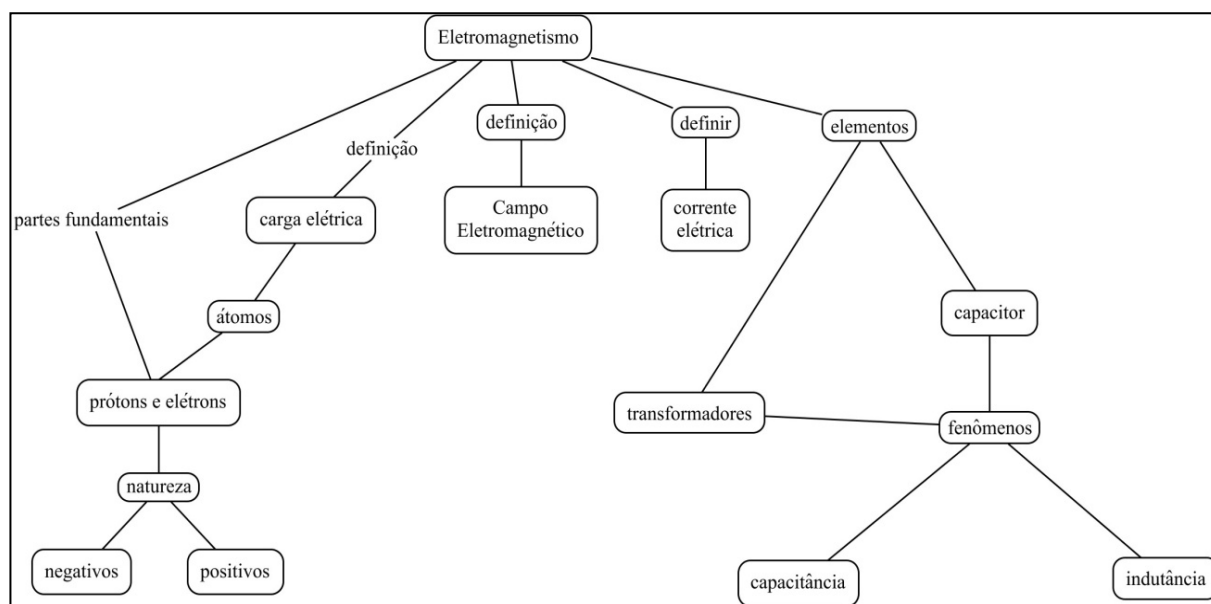 Eletromagnetismo
definição
definir
elementos
definição
partes fundamentais
carga elétrica
Campo
Eletromagnético
corrente
elétrica
átomos
capacitor
prótons e elétrons
transformadores
fenômenos
natureza
negativos
positivos
capacitância
indutância